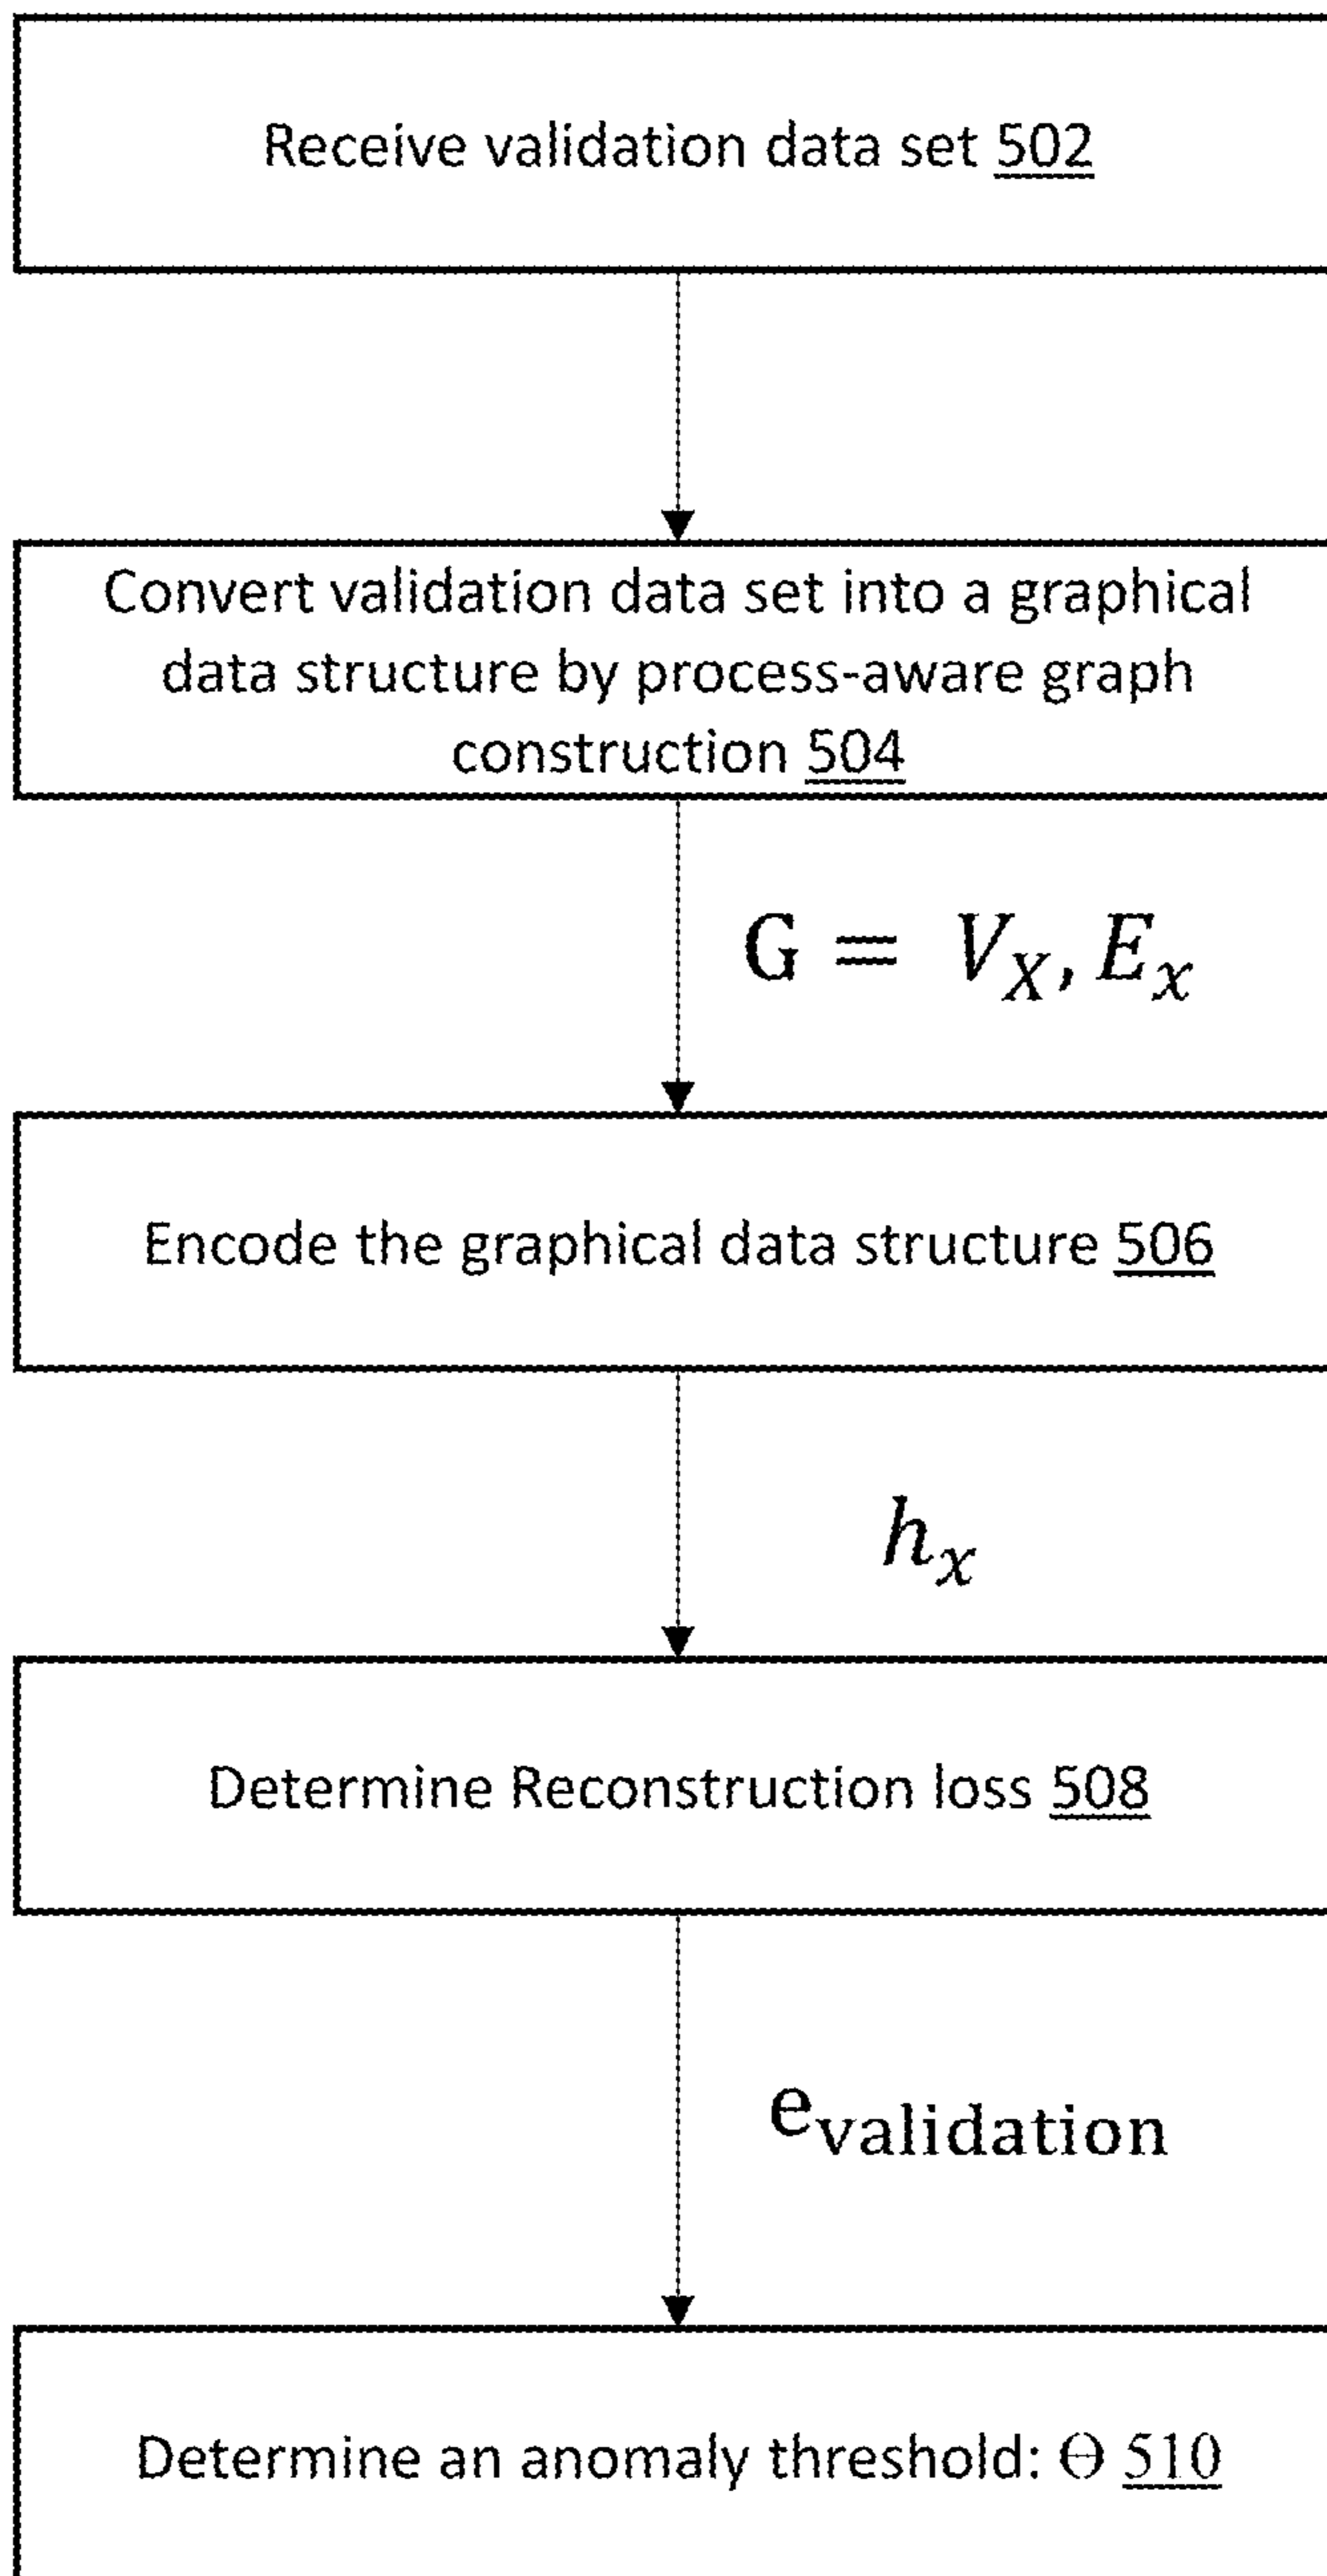 Receive validation data set 502
Convert validation data set into a graphical
data structure by process-aware graph
construction 504
G = V_X, E_x
Encode the graphical data structure 506
h_x
Determine Reconstruction loss 508
e_validation
Determine an anomaly threshold: Θ 510